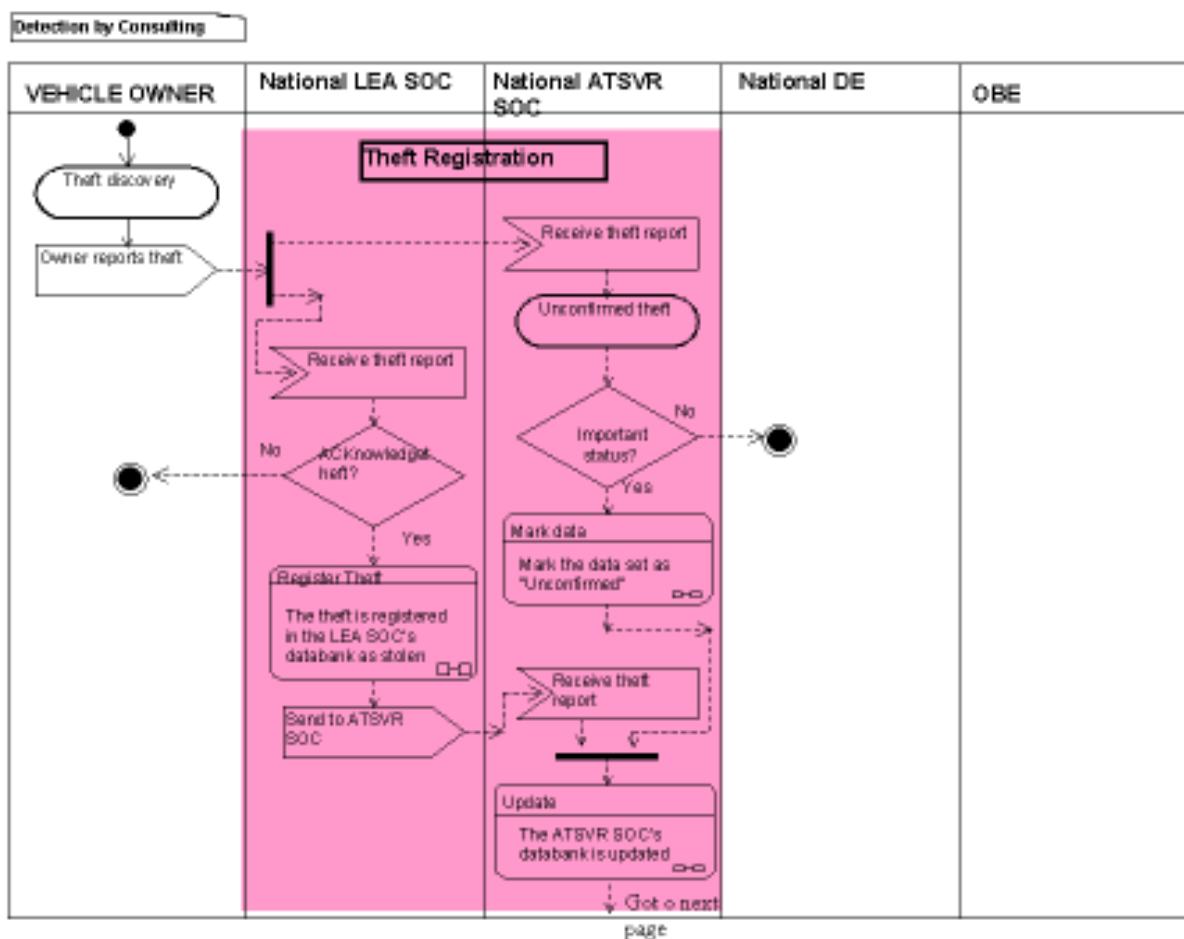 Detection by Consulting
VEHICLE OWNER
National LEA SOC
National ATSVR
SOC
National DE
OBE
Theft Registration
Theft discovery
Owner reports theft
Receive theft report
Unconfirmed theft
Receive theft report
No
Important
status?
No
ACKnowledget
heft?
Yes
Yes
Mark data
Mark the data set as
"Unconfirmed"
Register Theft
The theft is registered
in the LEA SOC's
databank as stolen
Receive theft
report
Send to ATSVR
SOC
Update
The ATSVR SOC's
databank is updated
Got o next
page